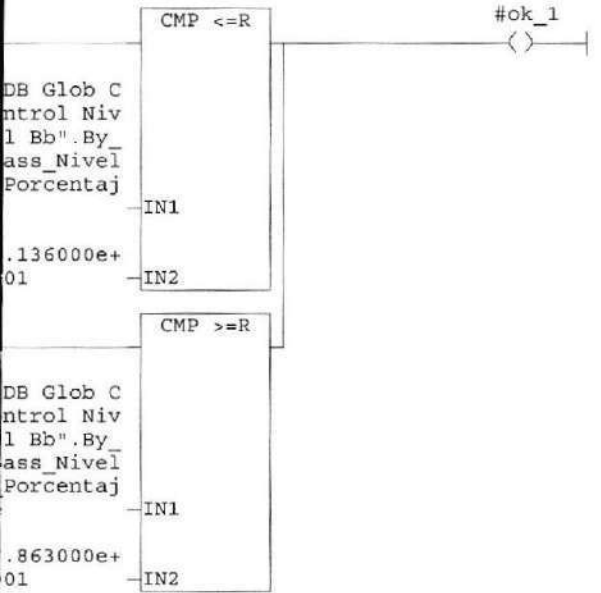 CMP <=R
#ok_1
( )
DB Glob C
ntrol Niv
l Bb".By_
ass_Nivel
Porcentaj
IN1
.136000e+
01
IN2
CMP >=R
DB Glob C
ntrol Niv
l Bb".By_
ass_Nivel
Porcentaj
IN1
.863000e+
01
IN2